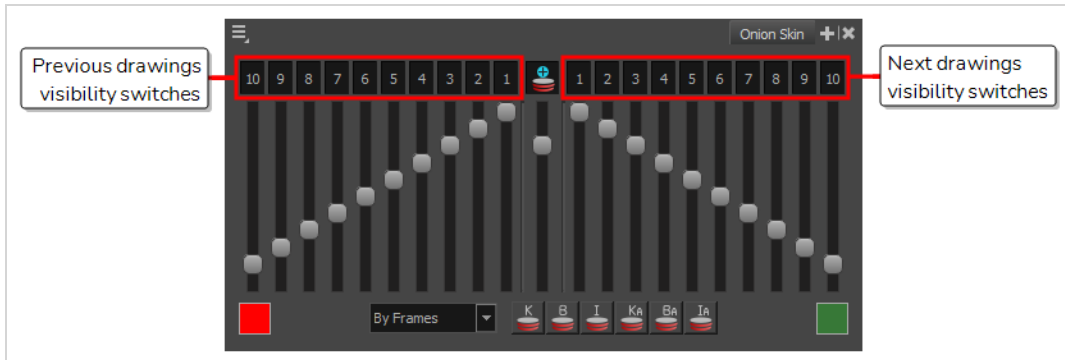 Onion Skin
Previous drawings
visibility switches
10 9 8 7 6 5 4 3 2 1
1 2 3 4 5 6 7 8 9 10
Next drawings
visibility switches
By Frames
K B I KA BA IA